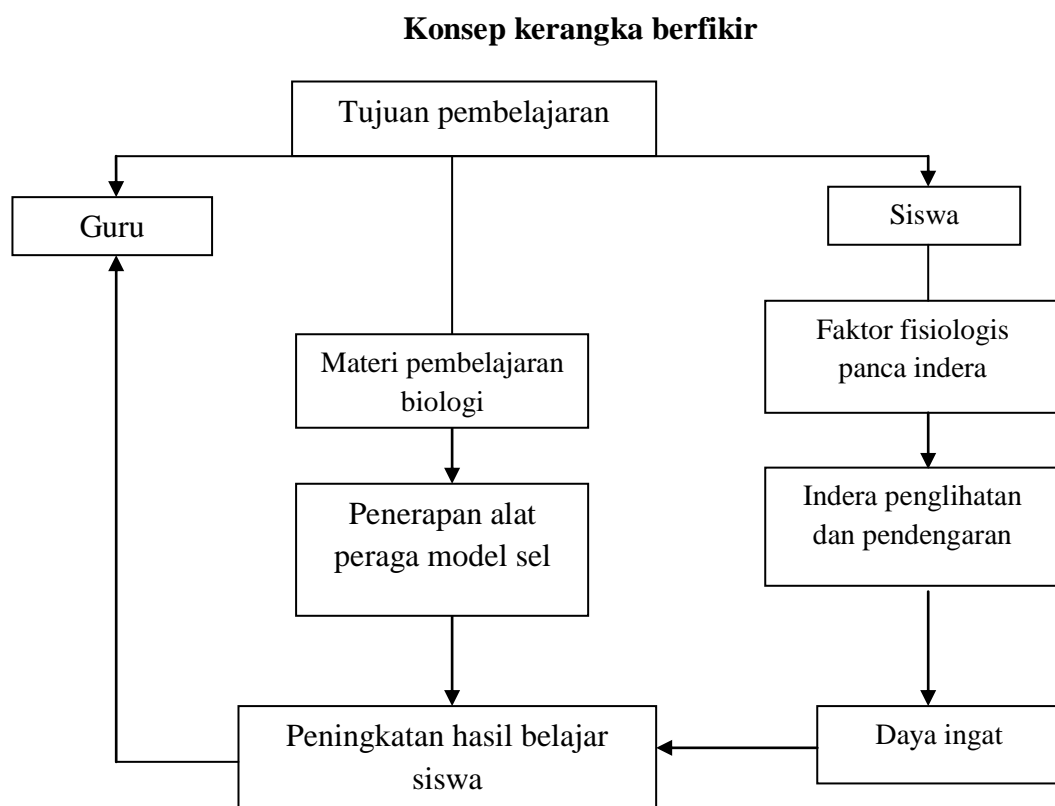 Konsep kerangka berfikir
Tujuan pembelajaran
Guru
Siswa
Materi pembelajaran
biologi
Faktor fisiologis
panca indera
Penerapan alat
peraga model sel
Indera penglihatan
dan pendengaran
Peningkatan hasil belajar
siswa
Daya ingat